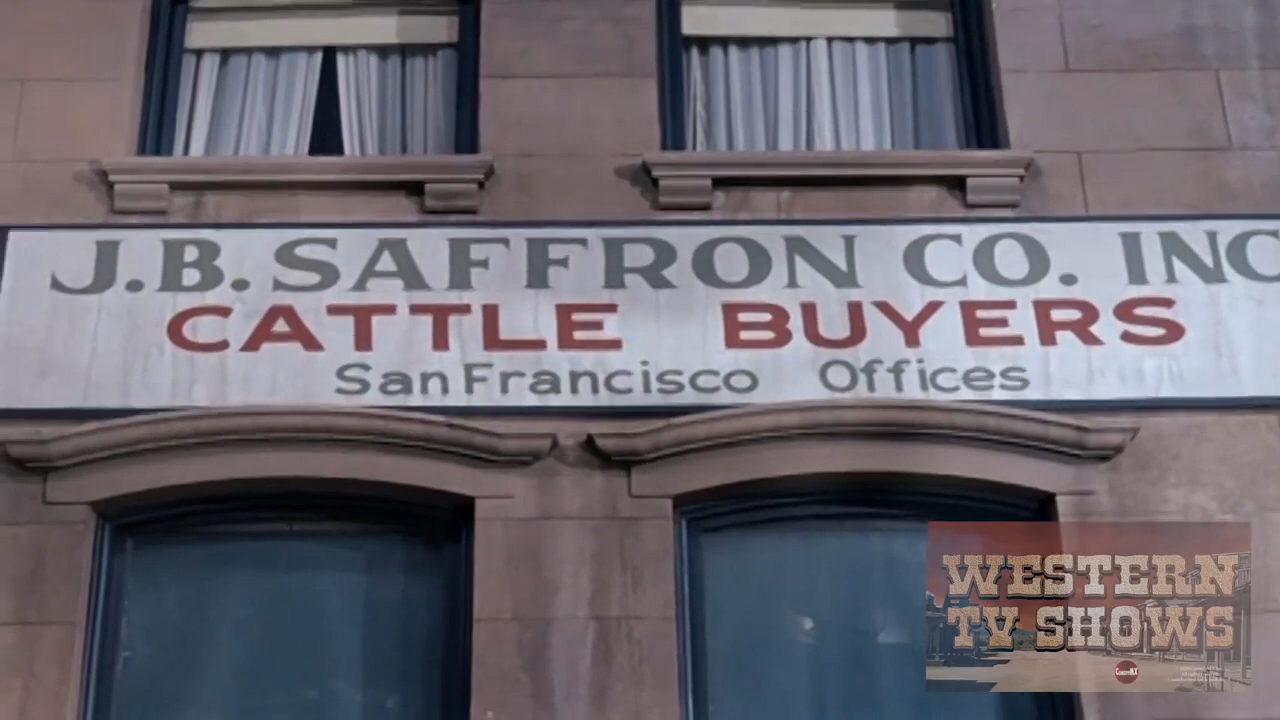 J.B. SAFFRON CO. INC
CATTLE BUYERS
San Francisco Offices
WESTERN
TV SHOWS